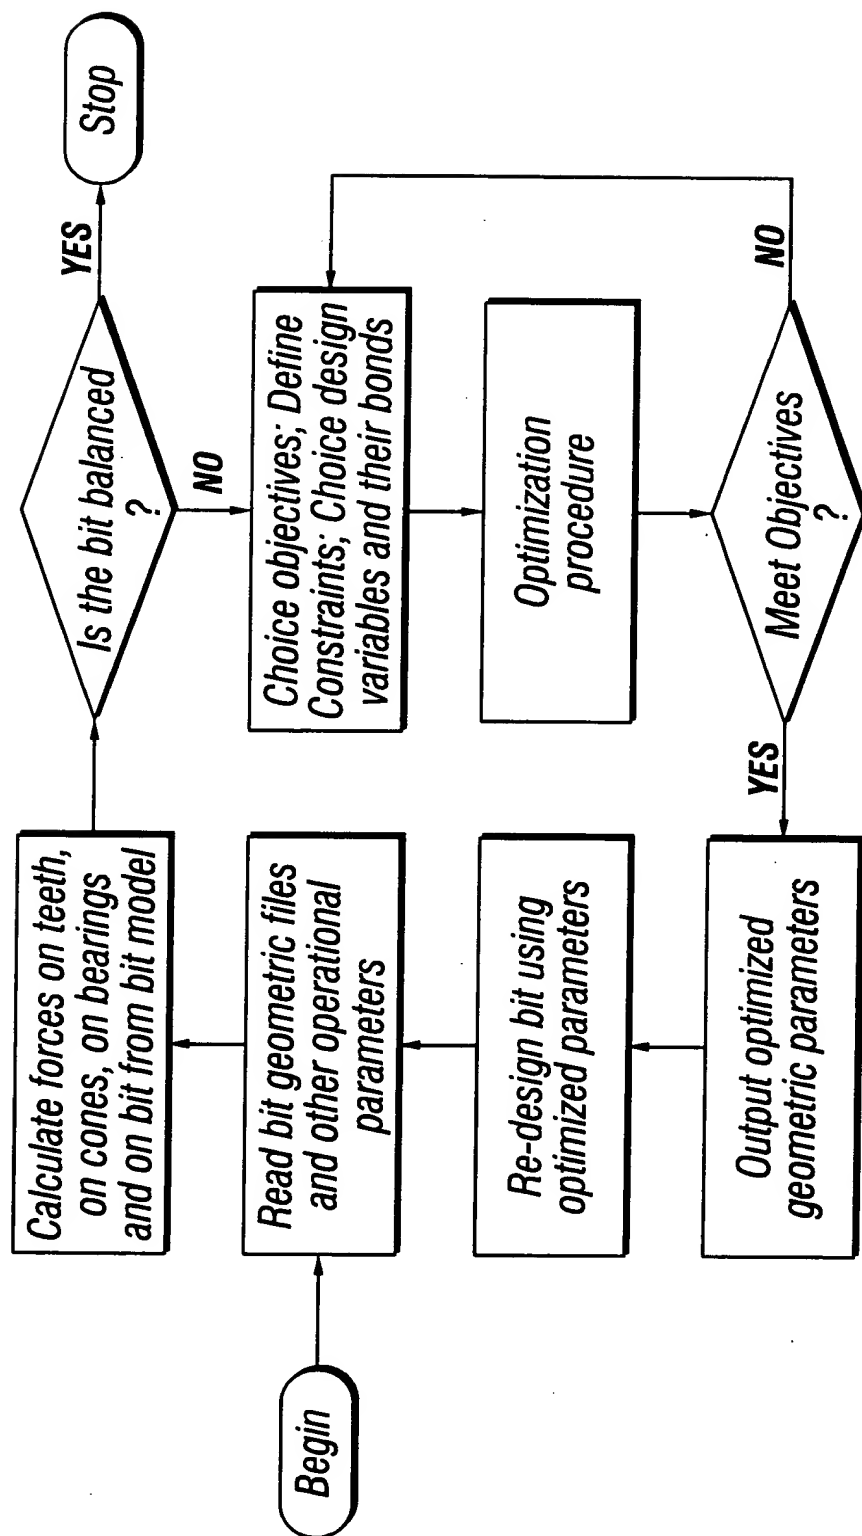 Begin
Read bit geometric files
and other operational
parameters
Calculate forces on teeth,
on cones, on bearings
and on bit from bit model
Is the bit balanced
?
YES
Stop
NO
Choice objectives; Define
Constraints; Choice design
variables and their bonds
Optimization
procedure
Meet Objectives
?
NO
YES
Output optimized
geometric parameters
Re-design bit using
optimized parameters